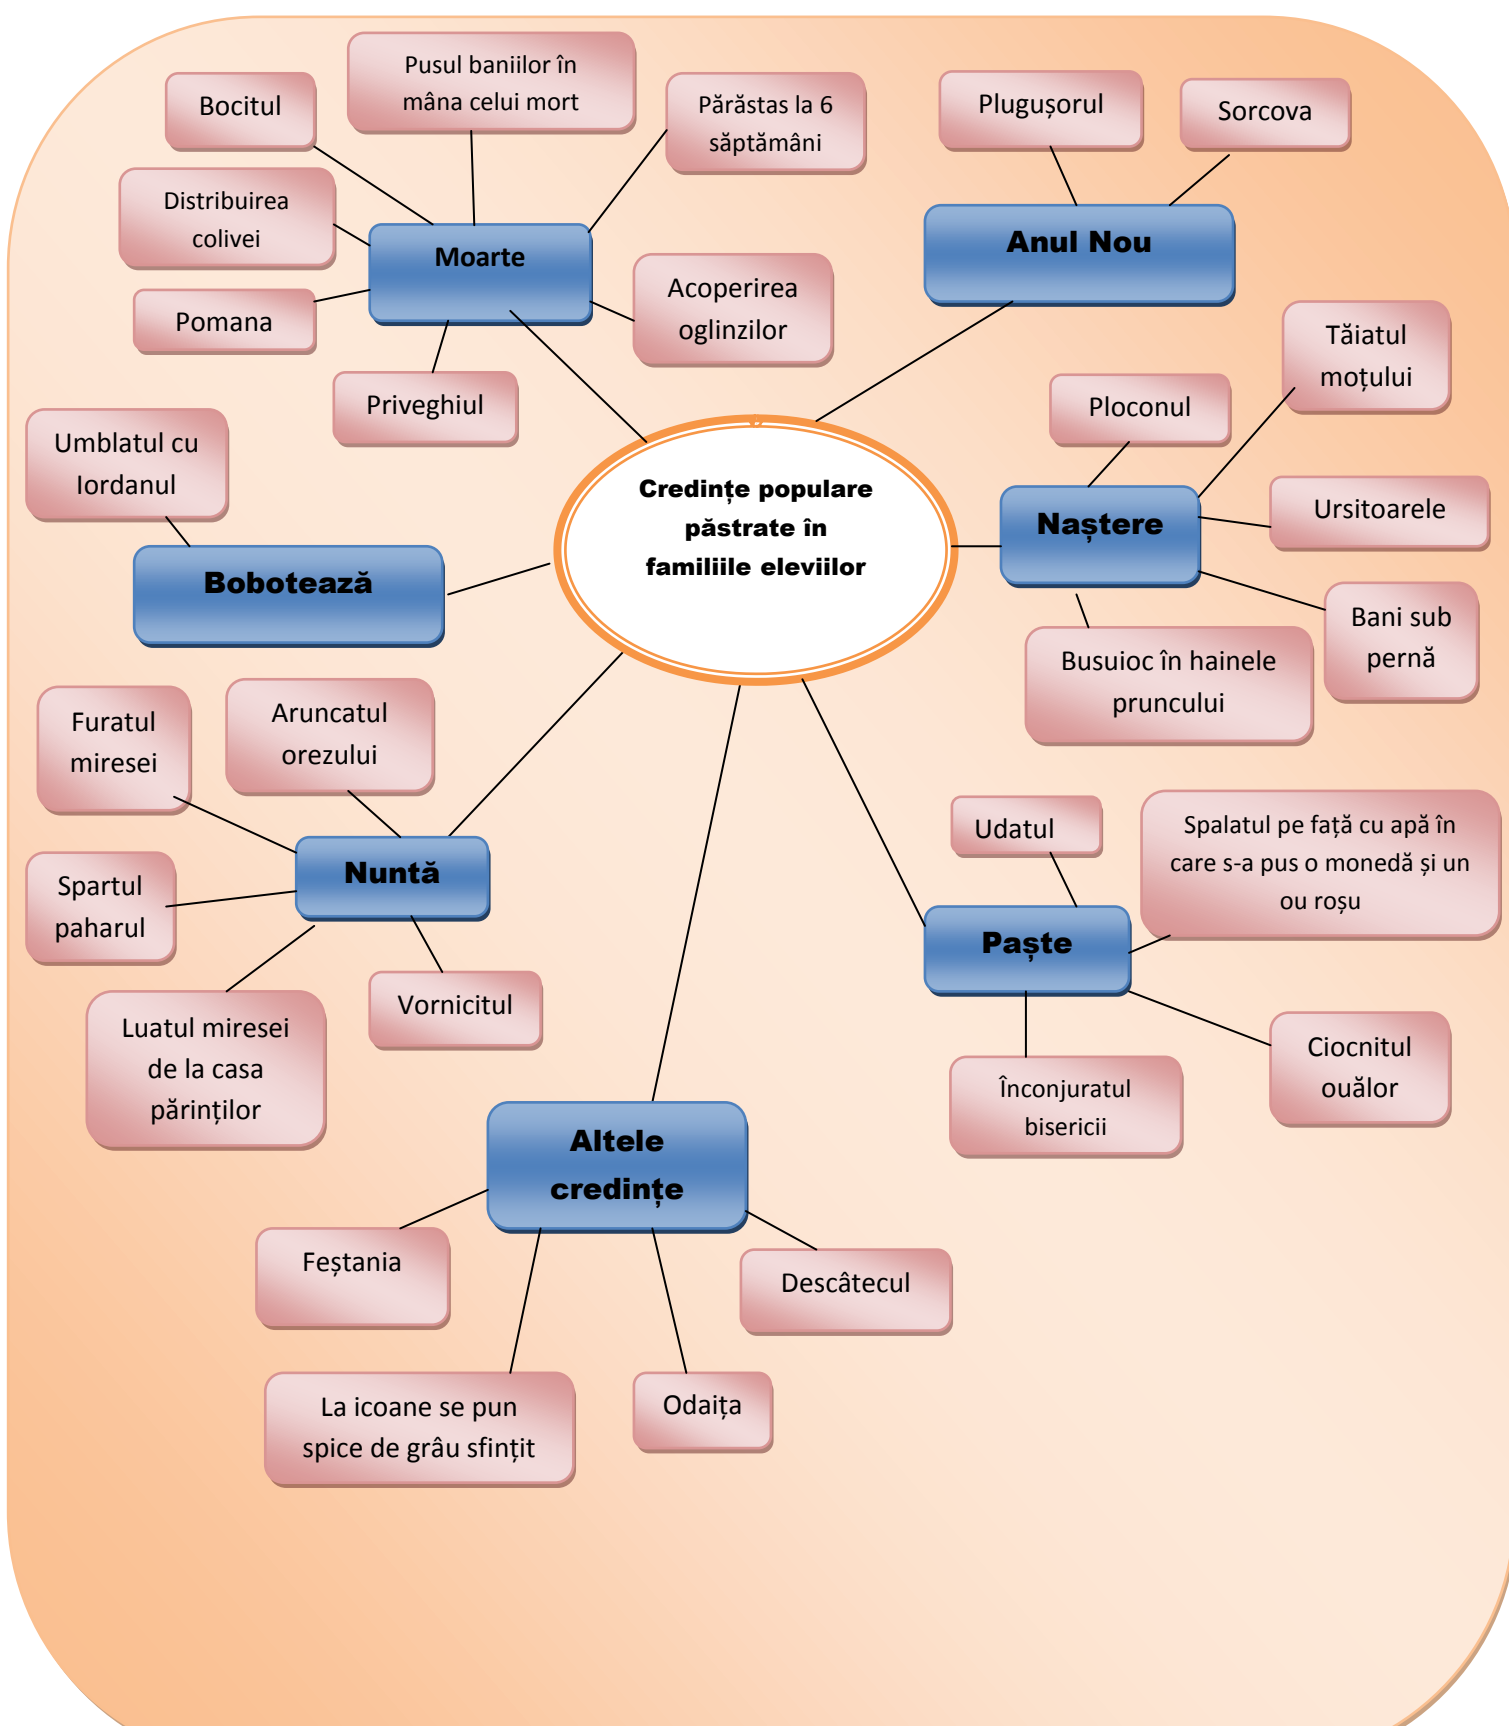 Bocitul
Pusul baniilor în
mâna celui mort
Părăstas la 6
săptămâni
Plugușorul
Sorcova
Distribuirea
colivei
Moarte
Anul Nou
Pomana
Acoperirea
oglinzilor
Priveghiul
Tăiatul
moțului
Ploconul
Umblatul cu
Iordanul
Credințe populare
păstrate în
familiile eleviilor
Naștere
Ursitoarele
Bobotează
Bani sub
pernă
Busuioc în hainele
pruncului
Furatul
miresei
Aruncatul
orezului
Nuntă
Spartul
paharul
Luatul miresei
de la casa
părinților
Vornicitul
Udatul
Spalatul pe față cu apă în
care s-a pus o monedă și un
ou roșu
Paște
Înconjuratul
bisericii
Ciocnitul
ouălor
Altele
credințe
Feștania
Descâtecul
La icoane se pun
spice de grâu sfințit
Odaița